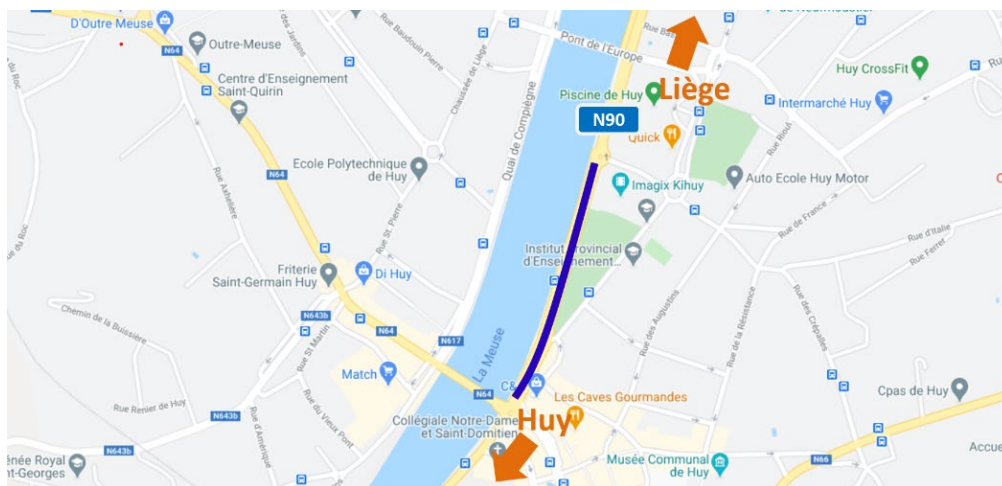 D'Outre Meuse
N64
Outre-Meuse
Centre d'Enseignement
Saint-Quirin
Rue Axhelière
Rue Baudouin Pierre
Chaussée de Liège
Quai de Compiègne
Pont de l'Europe
Liège
Piscine de Huy
N90
Quick
Huy CrossFit
Intermarché Huy
Rue Rioul
Ecole Polytechnique
de Huy
N64
Rue St. Pierre
Imagix Kihuy
Auto Ecole Huy Motor
Rue de France
Rue d'Italie
Rue Ferret
Institut Provincial
d'Enseignement...
Friterie
Saint-Germain Huy
Di Huy
Chemin de la Buissière
N643b
Rue St Martin
N64
N617
La Meuse
Rue des Augustins
Rue de la Résistance
Rue des Crépalles
Match
N64
C&
Les Caves Gourmandes
Cpas de Huy
Rue Renier de Huy
N643b
Rue du Vieux Pont
Rue d'Amérique
Huy
Collégiale Notre-Dame
et Saint-Domitien
N643b
énée Royal
nt-Georges
Musée Communal
de Huy
N66
Accue